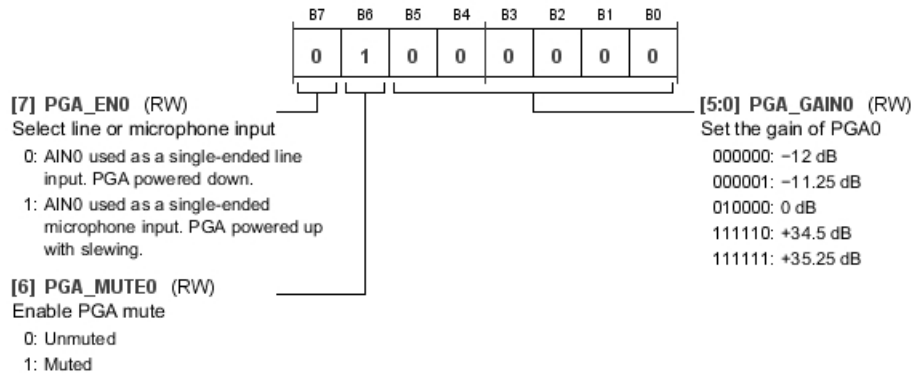 B7 B6 B5 B4 B3 B2 B1 B0
0 1 0 0 0 0 0 0
[7] PGA_EN0 (RW)
Select line or microphone input
0: AIN0 used as a single-ended line
input. PGA powered down.
1: AIN0 used as a single-ended
microphone input. PGA powered up
with slewing.
[6] PGA_MUTE0 (RW)
Enable PGA mute
0: Unmuted
1: Muted
[5:0] PGA_GAIN0 (RW)
Set the gain of PGA0
000000: −12 dB
000001: −11.25 dB
010000: 0 dB
111110: +34.5 dB
111111: +35.25 dB